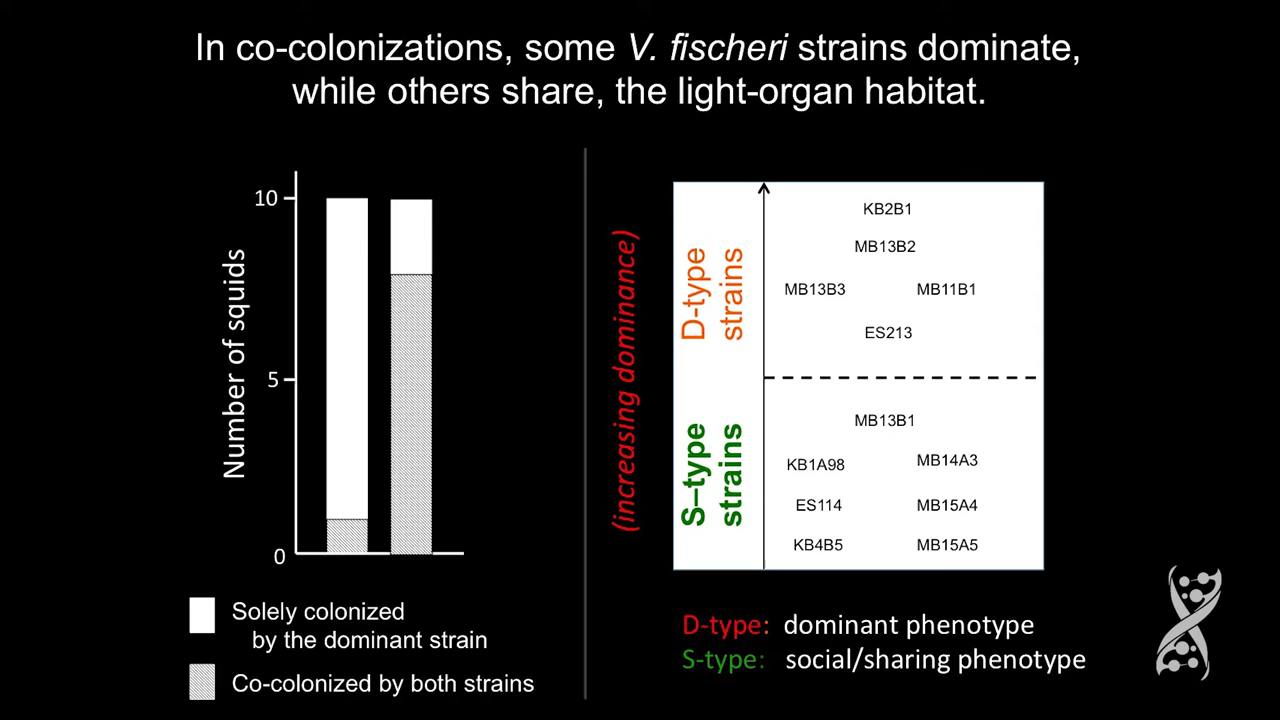 In co-colonizations, some V. fischeri strains dominate,
while others share, the light-organ habitat.
Number of squids
10
5
0
Solely colonized
by the dominant strain
Co-colonized by both strains
(increasing dominance)
D-type
strains
S–type
strains
KB2B1
MB13B2
MB13B3 MB11B1
ES213
MB13B1
KB1A98 MB14A3
ES114 MB15A4
KB4B5 MB15A5
D-type: dominant phenotype
S-type: social/sharing phenotype